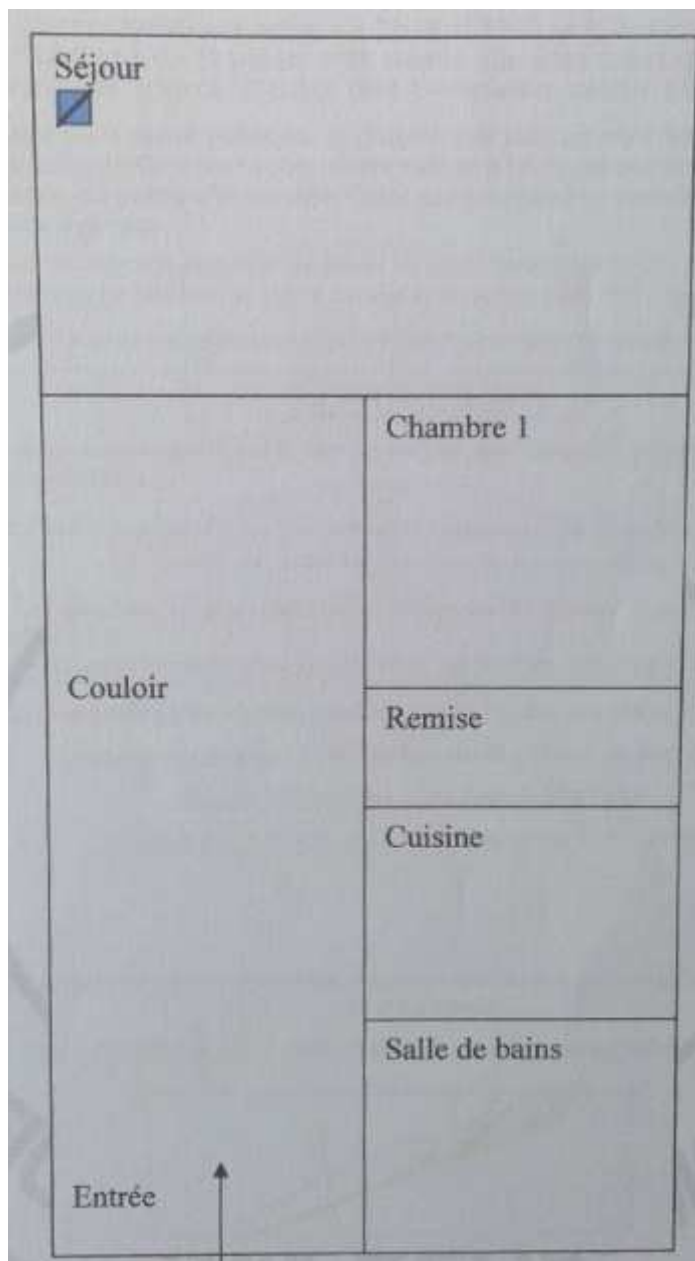 Séjour
Chambre 1
Couloir
Remise
Cuisine
Salle de bains
Entrée